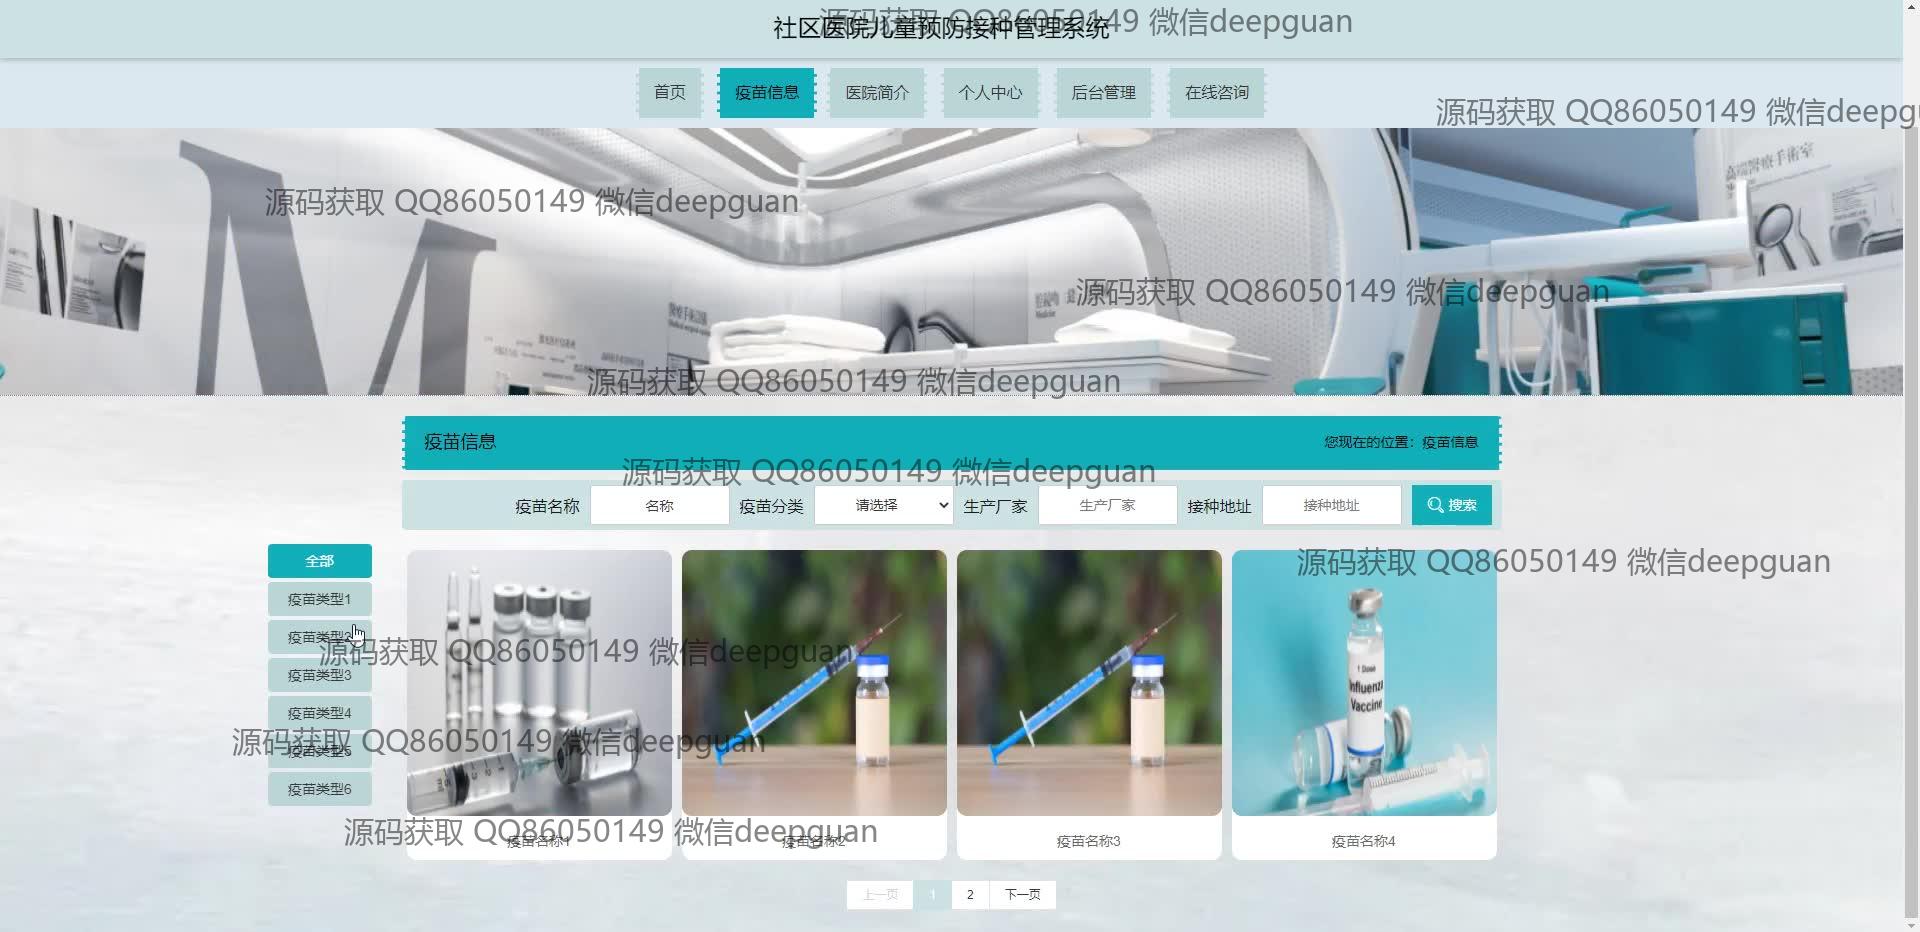 社区医院儿童预防接种管理系统
源码获取 QQ86050149 微信deepguan
首页 疫苗信息 医院简介 个人中心 后台管理 在线咨询
源码获取 QQ86050149 微信deepgu
高端醫療手術室
源码获取 QQ86050149 微信deepguan
源码获取 QQ86050149 微信deepguan
M
Medicine
源码获取 QQ86050149 微信deepguan
疫苗信息 您现在的位置：疫苗信息
源码获取 QQ86050149 微信deepguan
疫苗名称 名称 疫苗分类 请选择 生产厂家 生产厂家 接种地址 接种地址 搜索
全部
源码获取 QQ86050149 微信deepguan
疫苗类型1
疫苗类型2
源码获取 QQ86050149 微信deepguan
疫苗类型3
1 Dose
Influenza
Vaccine
疫苗类型4
源码获取 QQ86050149 微信deepguan
疫苗类型5
疫苗类型6
源码获取 QQ86050149 微信deepguan
疫苗名称1 疫苗名称2 疫苗名称3 疫苗名称4
上一页 1 2 下一页